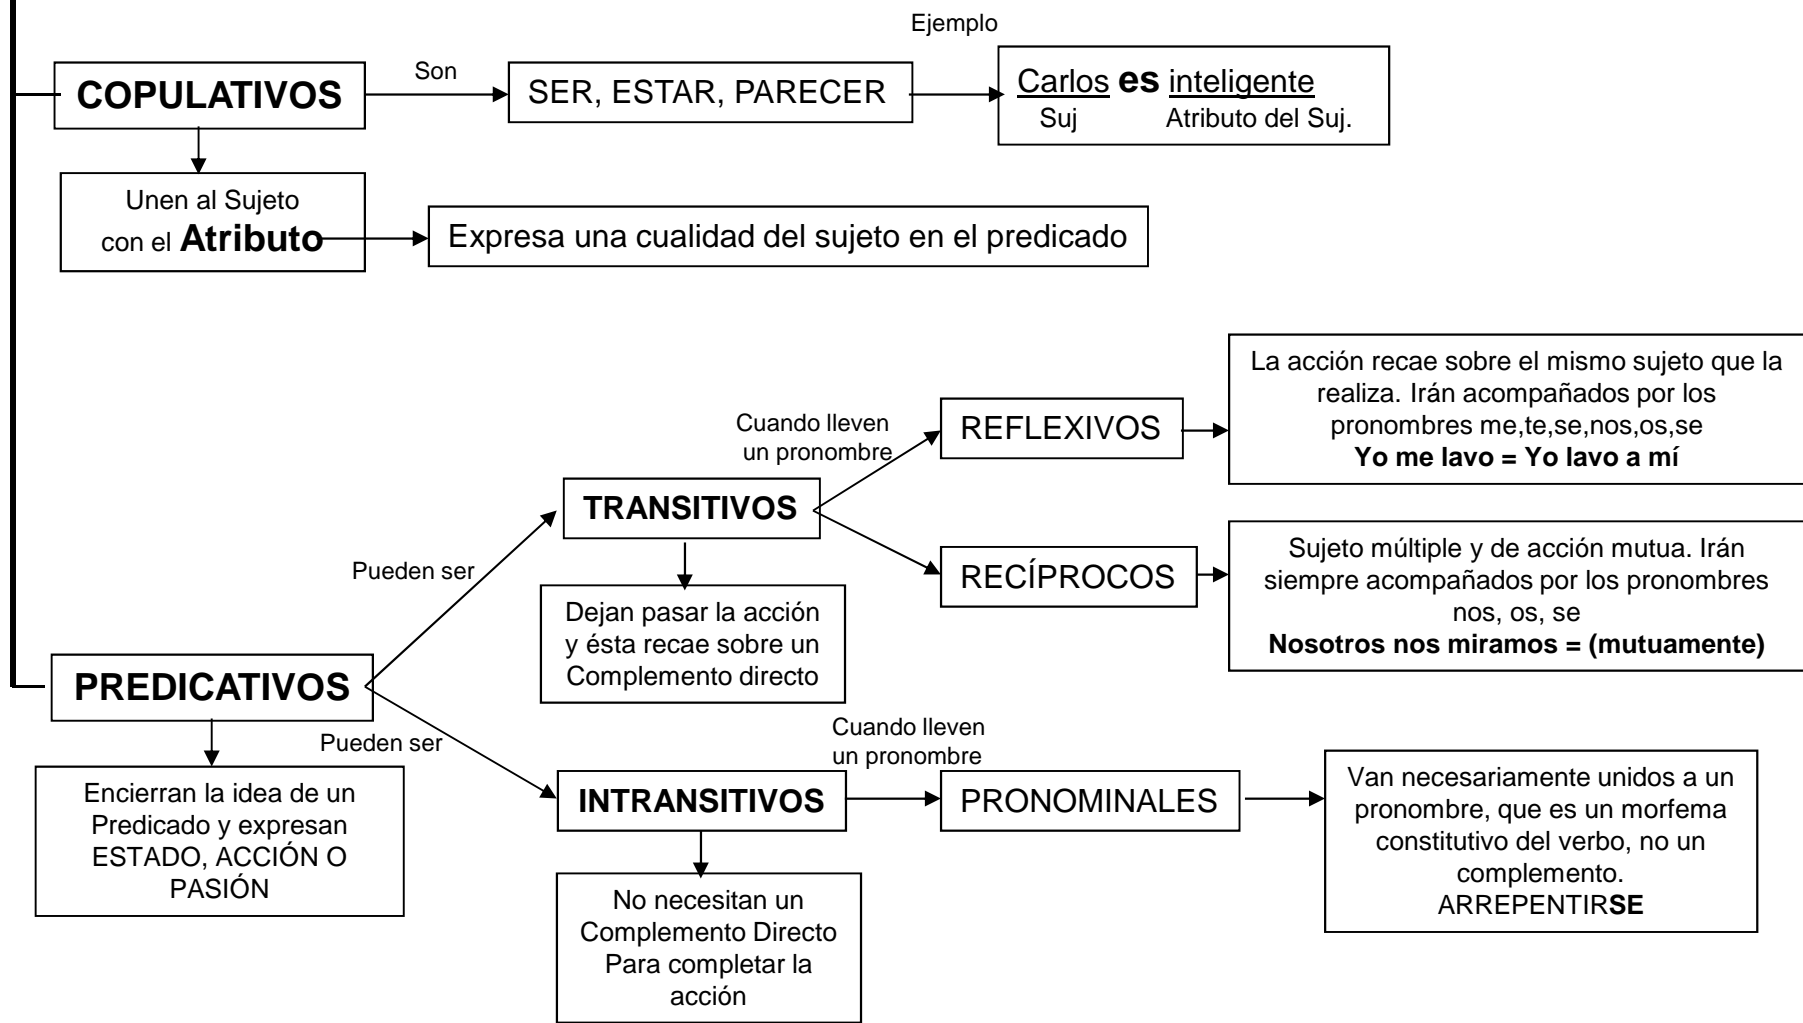 Ejemplo
COPULATIVOS
Son
SER, ESTAR, PARECER
Carlos es inteligente
Suj Atributo del Suj.
Unen al Sujeto
con el Atributo
Expresa una cualidad del sujeto en el predicado
La acción recae sobre el mismo sujeto que la
realiza. Irán acompañados por los
pronombres me,te,se,nos,os,se
Yo me lavo = Yo lavo a mí
Cuando lleven
un pronombre
REFLEXIVOS
TRANSITIVOS
RECÍPROCOS
Sujeto múltiple y de acción mutua. Irán
siempre acompañados por los pronombres
nos, os, se
Nosotros nos miramos = (mutuamente)
Pueden ser
Dejan pasar la acción
y ésta recae sobre un
Complemento directo
PREDICATIVOS
Pueden ser
Cuando lleven
un pronombre
Encierran la idea de un
Predicado y expresan
ESTADO, ACCIÓN O
PASIÓN
INTRANSITIVOS
PRONOMINALES
Van necesariamente unidos a un
pronombre, que es un morfema
constitutivo del verbo, no un
complemento.
ARREPENTIRSE
No necesitan un
Complemento Directo
Para completar la
acción